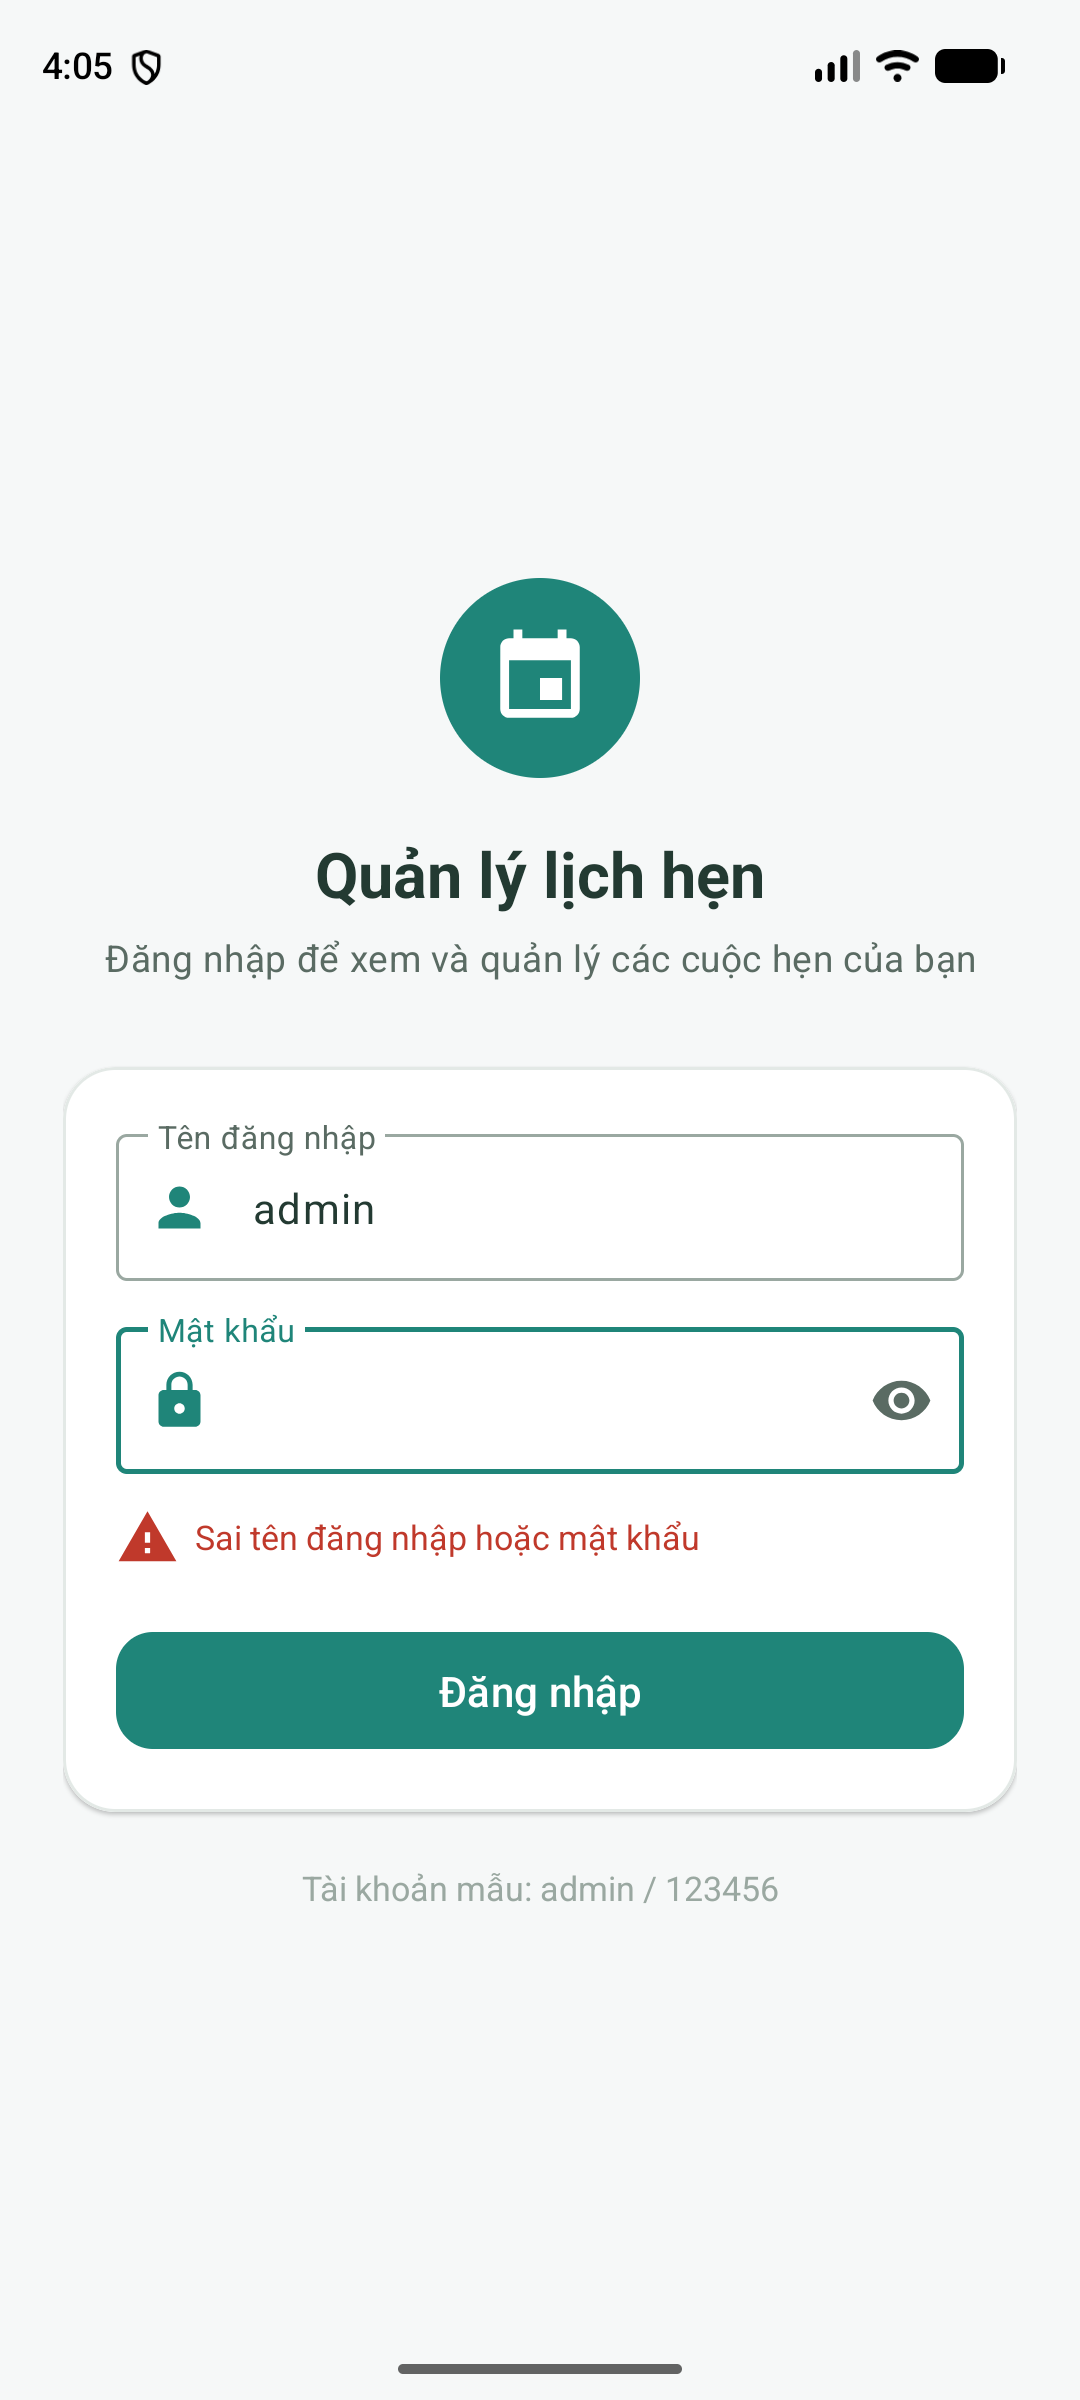 4:05
Quản lý lịch hẹn
Đăng nhập để xem và quản lý các cuộc hẹn của bạn
Tên đăng nhập
admin
Mật khẩu
Sai tên đăng nhập hoặc mật khẩu
Đăng nhập
Tài khoản mẫu: admin / 123456